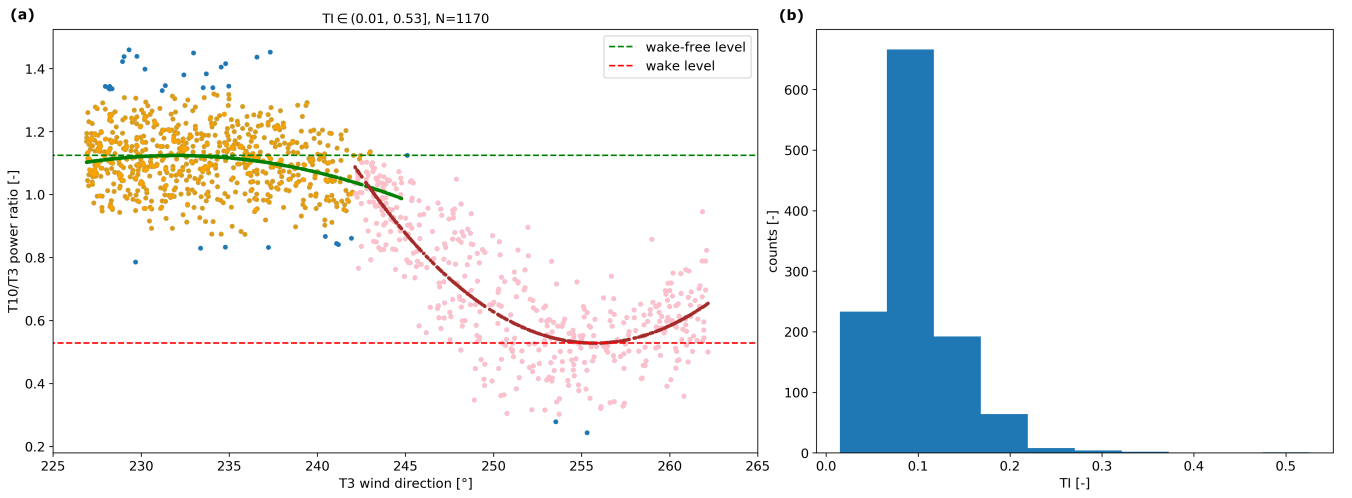 (a)
TI ∈ (0.01, 0.53], N=1170
wake-free level
wake level
T10/T3 power ratio [-]
1.4
1.2
1.0
0.8
0.6
0.4
0.2
225 230 235 240 245 250 255 260 265
T3 wind direction [°]
(b)
counts [-]
600
500
400
300
200
100
0
0.0 0.1 0.2 0.3 0.4 0.5
TI [-]